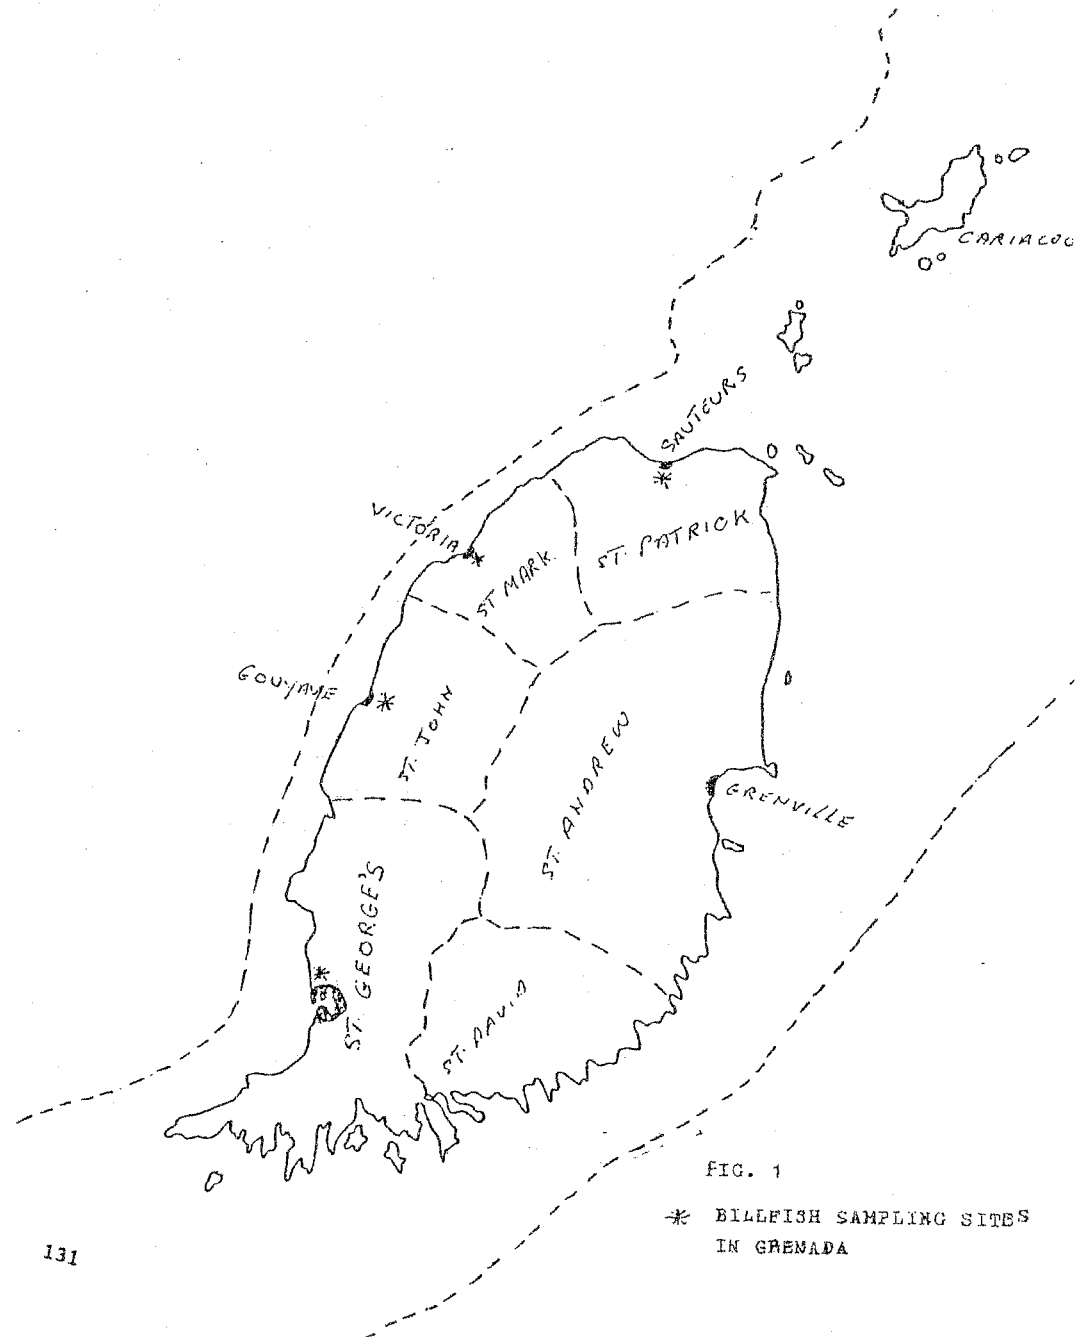 CARIACOU
SAUTEURS
VICTORIA
ST. PATRICK
ST MARK.
GOUYAVE
ST. JOHN
ST. ANDREW
GRENVILLE
ST. GEORGE'S
ST. DAVID
FIG. 1
* BILLFISH SAMPLING SITES
IN GRENADA
131